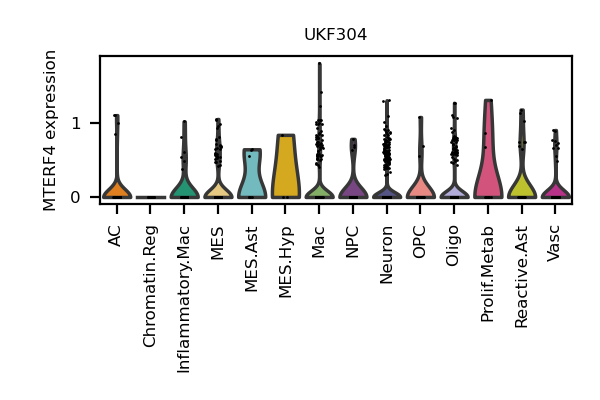 UKF304
MTERF4 expression
1
0
AC
Chromatin.Reg
Inflammatory.Mac
MES
MES.Ast
MES.Hyp
Mac
NPC
Neuron
OPC
Oligo
Prolif.Metab
Reactive.Ast
Vasc